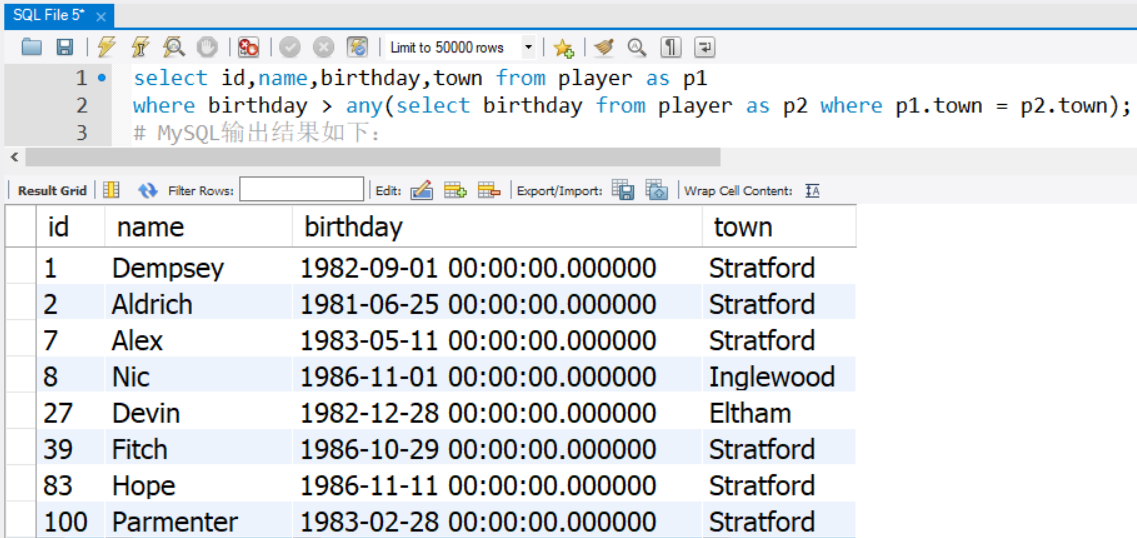 SQL File 5* ×
Limit to 50000 rows
1 select id,name,birthday,town from player as p1
2 where birthday > any(select birthday from player as p2 where p1.town = p2.town);
3 # MySQL输出结果如下：
Result Grid Filter Rows: Edit: Export/Import: Wrap Cell Content: IA
id name birthday town
1 Dempsey 1982-09-01 00:00:00.000000 Stratford
2 Aldrich 1981-06-25 00:00:00.000000 Stratford
7 Alex 1983-05-11 00:00:00.000000 Stratford
8 Nic 1986-11-01 00:00:00.000000 Inglewood
27 Devin 1982-12-28 00:00:00.000000 Eltham
39 Fitch 1986-10-29 00:00:00.000000 Stratford
83 Hope 1986-11-11 00:00:00.000000 Stratford
100 Parmenter 1983-02-28 00:00:00.000000 Stratford